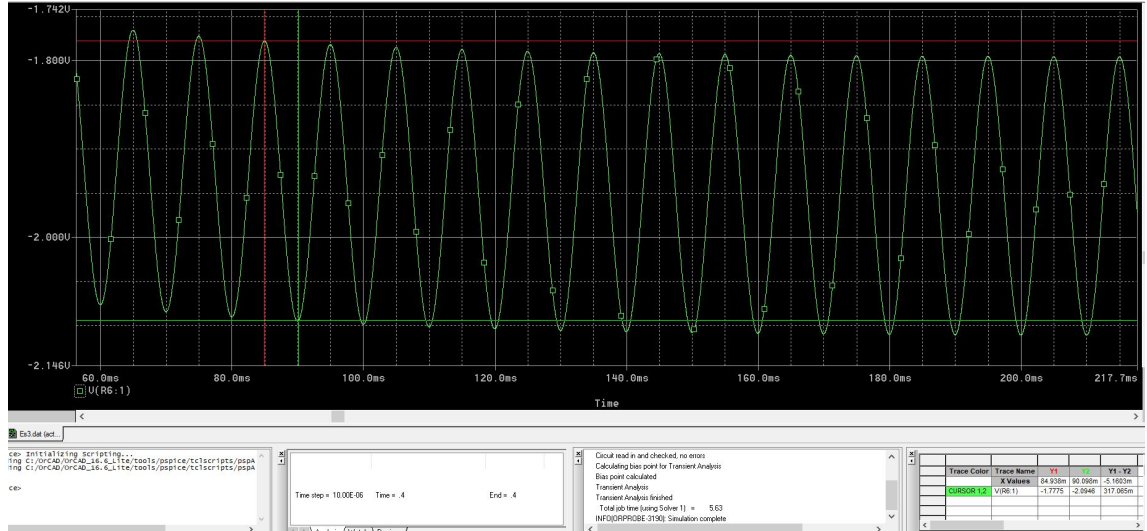 -1.742V
-1.800V
-2.000V
-2.146V
60.0ms 80.0ms 100.0ms 120.0ms 140.0ms 160.0ms 180.0ms 200.0ms 217.7ms
V(R6:1)
Time
Es3.dat (act...
ce> Initializing Scripting...
ing C:/OrCAD/OrCAD_16.6_Lite/tools/pspice/tclscripts/pspA
ing C:/OrCAD/OrCAD_16.6_Lite/tools/pspice/tclscripts/pspA
ce>
Time step = 10.00E-06 Time = .4 End = .4
Circuit read in and checked, no errors
Calculating bias point for Transient Analysis
Bias point calculated
Transient Analysis
Transient Analysis finished
Total job time (using Solver 1) = 5.63
INFO(ORPROBE-3190): Simulation complete
Trace Color Trace Name Y1 Y2 Y1 - Y2
X Values 84.938m 90.098m -5.1603m
CURSOR 1,2 V(R6:1) -1.7775 -2.0946 317.065m